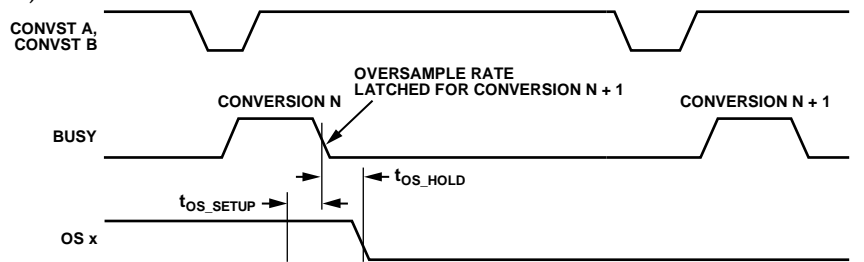 CONVST A,
CONVST B
OVERSAMPLE RATE
LATCHED FOR CONVERSION N + 1
CONVERSION N
CONVERSION N + 1
BUSY
tOS_HOLD
tOS_SETUP
OS x